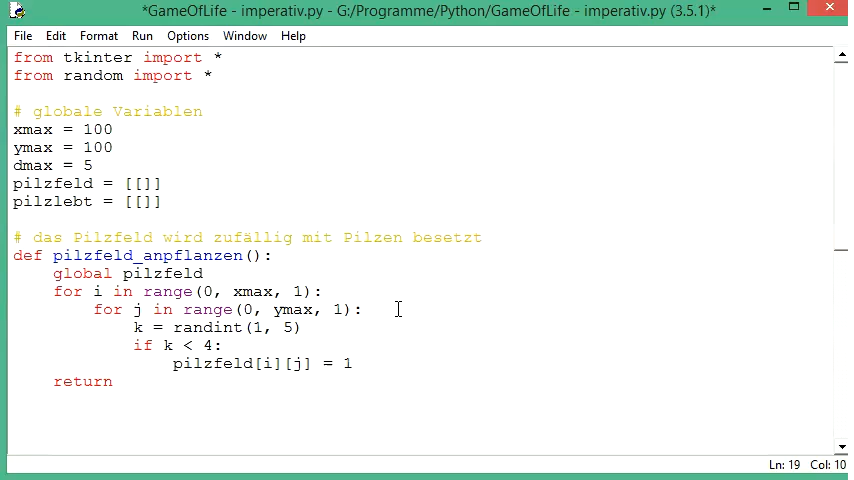 *GameOfLife - imperativ.py - G:/Programme/Python/GameOfLife - imperativ.py (3.5.1)*
File Edit Format Run Options Window Help
from tkinter import *
from random import *
# globale Variablen
xmax = 100
ymax = 100
dmax = 5
pilzfeld = [[]]
pilzlebt = [[]]
# das Pilzfeld wird zufällig mit Pilzen besetzt
def pilzfeld_anpflanzen():
    global pilzfeld
    for i in range(0, xmax, 1):
        for j in range(0, ymax, 1):
            k = randint(1, 5)
            if k < 4:
                pilzfeld[i][j] = 1
    return
Ln: 19 Col: 10